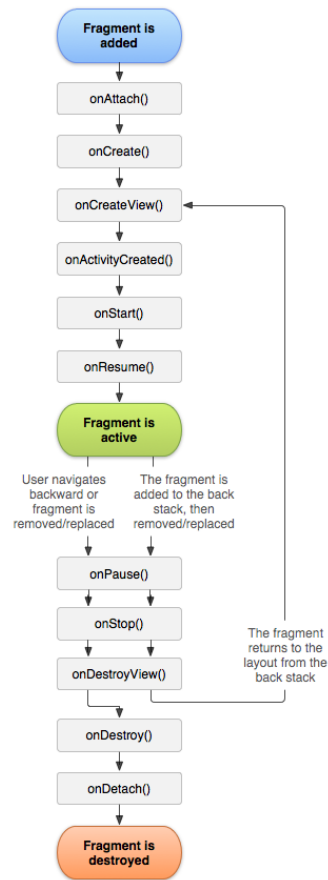 Fragment is
added
onAttach()
onCreate()
onCreateView()
onActivityCreated()
onStart()
onResume()
Fragment is
active
User navigates
backward or
fragment is
removed/replaced
The fragment is
added to the back
stack, then
removed/replaced
onPause()
onStop()
onDestroyView()
The fragment
returns to the
layout from the
back stack
onDestroy()
onDetach()
Fragment is
destroyed